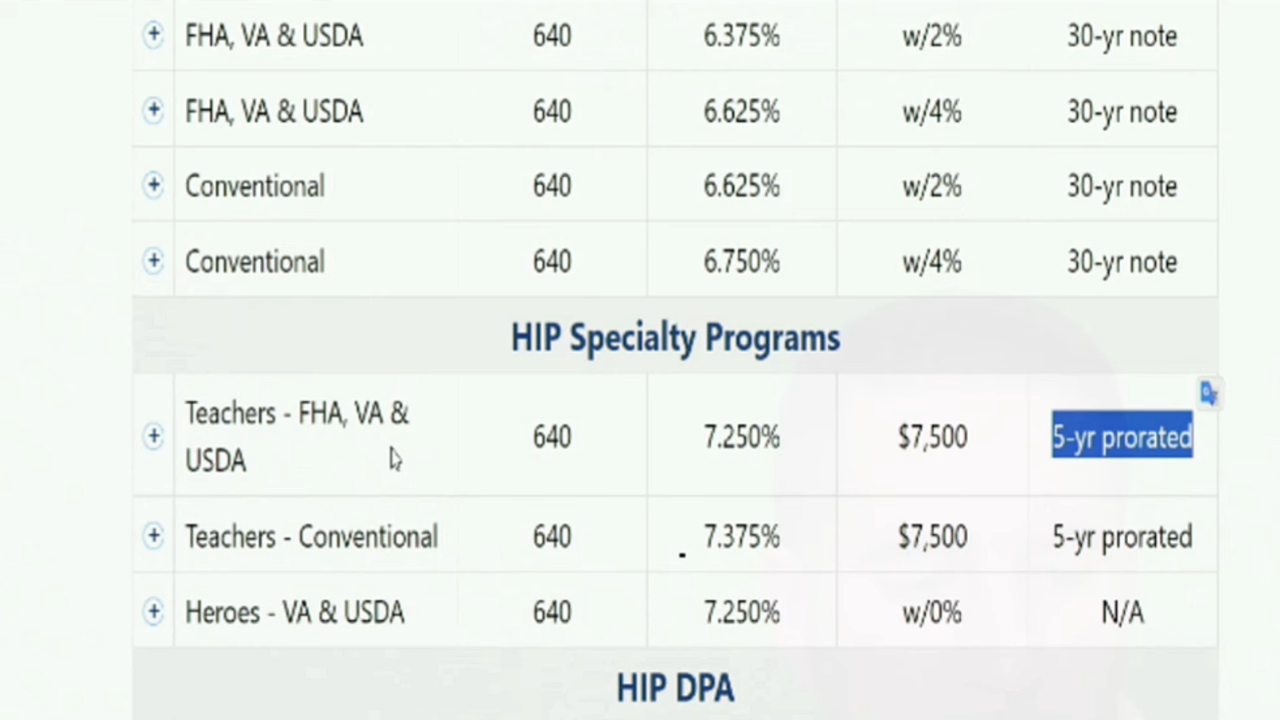 FHA, VA & USDA 640 6.375% w/2% 30-yr note
FHA, VA & USDA 640 6.625% w/4% 30-yr note
Conventional 640 6.625% w/2% 30-yr note
Conventional 640 6.750% w/4% 30-yr note
HIP Specialty Programs
Teachers - FHA, VA &
USDA 640 7.250% $7,500 5-yr prorated
Teachers - Conventional 640 7.375% $7,500 5-yr prorated
Heroes - VA & USDA 640 7.250% w/0% N/A
HIP DPA